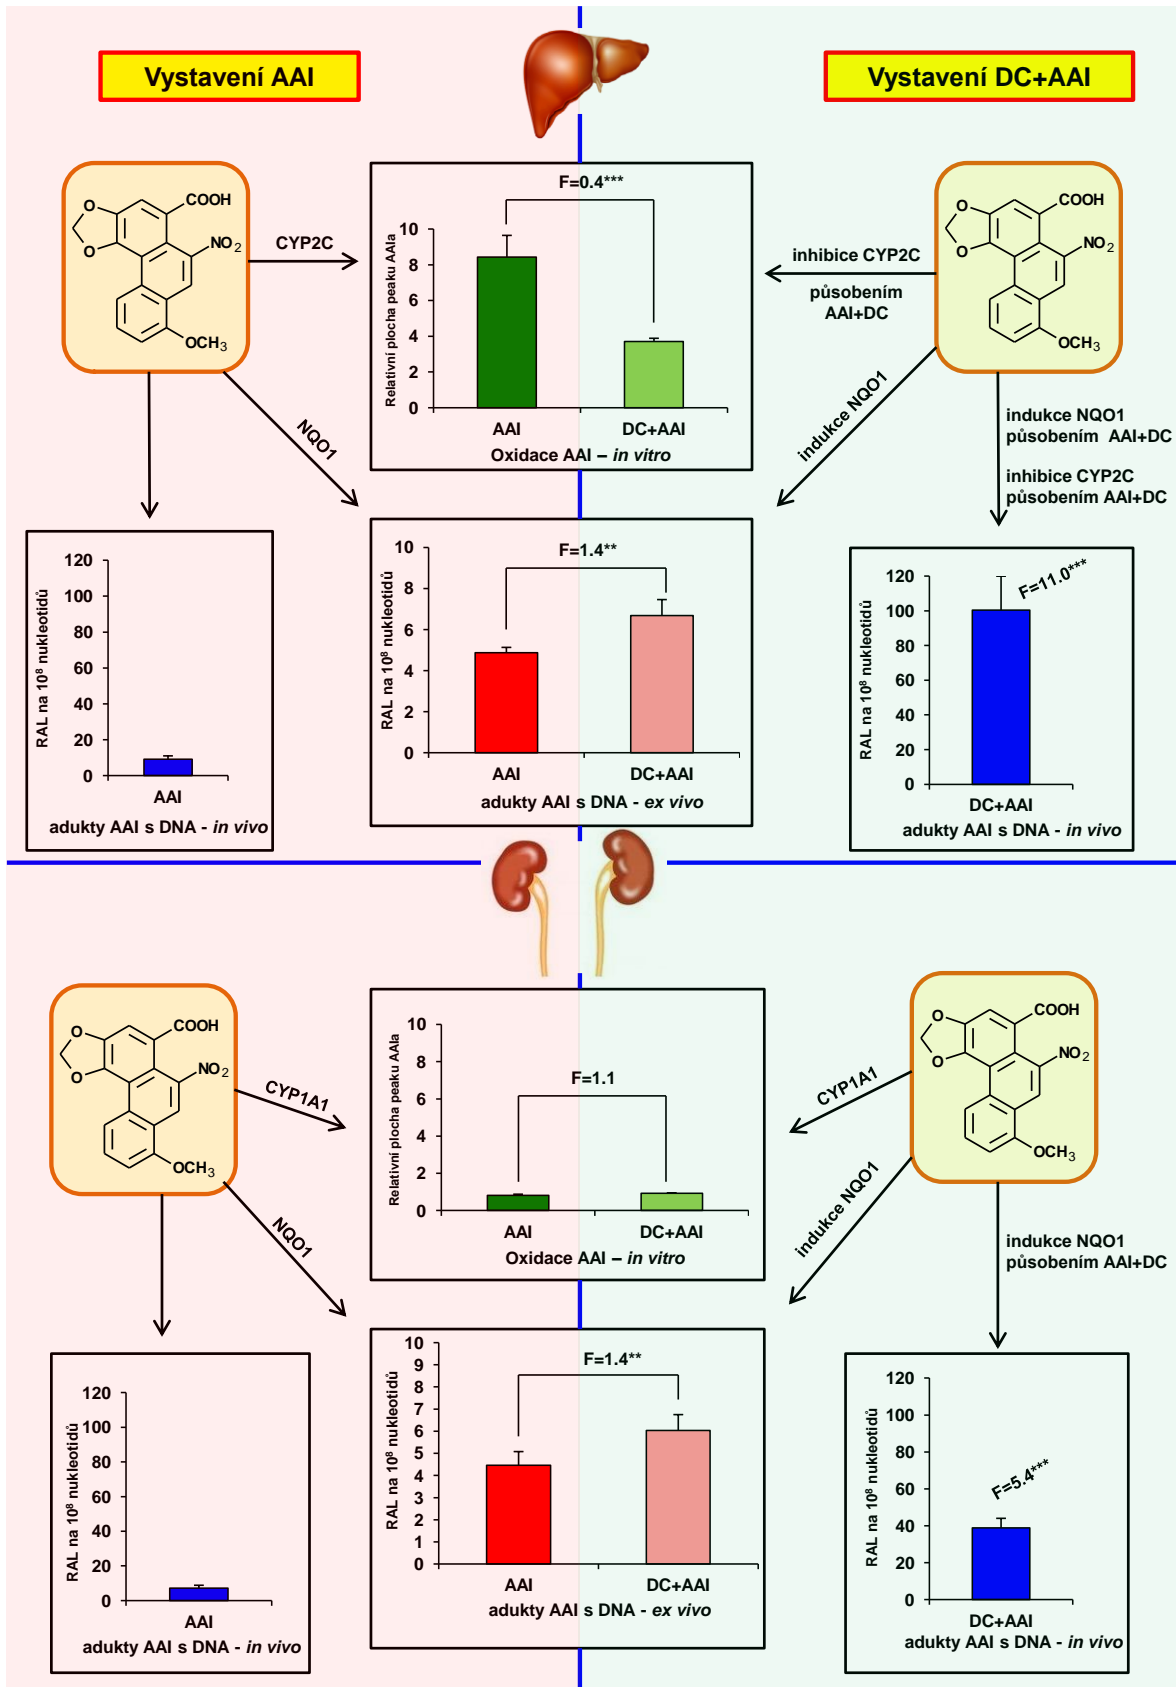 Vystavení AAI
Vystavení DC+AAI
O
O
COOH
NO2
OCH3
CYP2C
F=0.4***
Relativní plocha peaku AAIa
10
8
6
4
2
0
AAI
DC+AAI
Oxidace AAI – in vitro
inhibice CYP2C
působením
AAI+DC
O
O
COOH
NO2
OCH3
NQO1
indukce NQO1
indukce NQO1
působením AAI+DC
inhibice CYP2C
působením AAI+DC
RAL na 10⁸ nukleotidů
120
100
80
60
40
20
0
AAI
adukty AAI s DNA - in vivo
F=1.4**
RAL na 10⁸ nukleotidů
10
8
6
4
2
0
AAI
DC+AAI
adukty AAI s DNA - ex vivo
F=11.0***
RAL na 10⁸ nukleotidů
120
100
80
60
40
20
0
DC+AAI
adukty AAI s DNA - in vivo
O
O
COOH
NO2
OCH3
CYP1A1
F=1.1
Relativní plocha peaku AAIa
10
8
6
4
2
0
AAI
DC+AAI
Oxidace AAI – in vitro
CYP1A1
O
O
COOH
NO2
OCH3
NQO1
indukce NQO1
indukce NQO1
působením AAI+DC
RAL na 10⁸ nukleotidů
120
100
80
60
40
20
0
AAI
adukty AAI s DNA - in vivo
F=1.4**
RAL na 10⁸ nukleotidů
10
9
8
7
6
5
4
3
2
1
0
AAI
DC+AAI
adukty AAI s DNA - ex vivo
F=5.4***
RAL na 10⁸ nukleotidů
120
100
80
60
40
20
0
DC+AAI
adukty AAI s DNA - in vivo